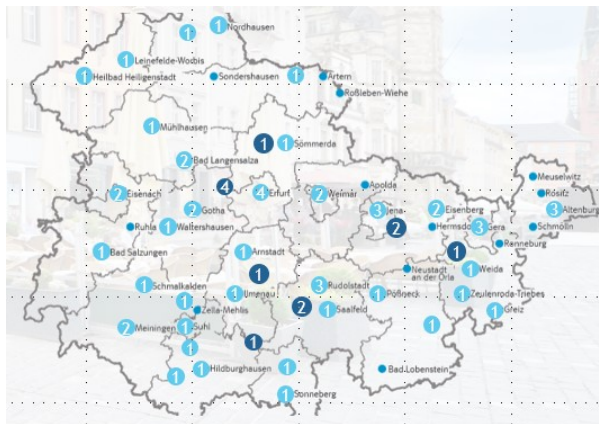 1 Nordhausen
1
1 Leinefelde-Worbis
1 Heilbad Heiligenstadt
Sondershausen
1
Artern
Roßleben-Wiehe
1 Mühlhausen
1
1 Sömmerda
2 Bad Langensalza
4
2 Eisenach
4 Erfurt
2 Weimar
Apolda
Meuselwitz
Rositz
2 Gotha
3 Jena
2 Eisenberg
3 Altenburg
Ruhla
1 Waltershausen
2
Hermsdorf
3 Gera
Schmölln
Ronneburg
1 Bad Salzungen
1 Arnstadt
1
1
Neustadt
an der Orla
1 Weida
1 Schmalkalden
1 Ilmenau
3 Rudolstadt
1 Pößneck
1 Zeulenroda-Triebes
1
Zella-Mehlis
2
1 Saalfeld
1 Greiz
2 Meiningen
1 Suhl
1
1
1
1
1 Hildburghausen
1
Bad Lobenstein
1 Sonneberg